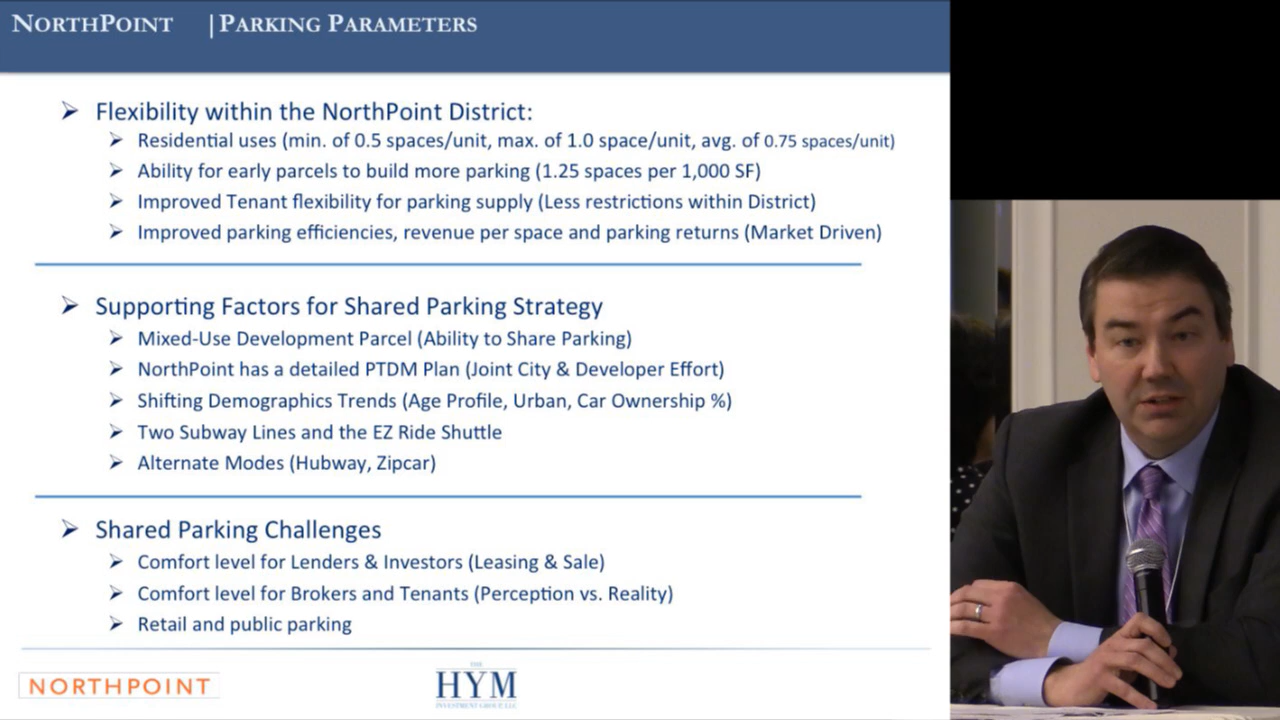 NORTHPOINT | PARKING PARAMETERS
Flexibility within the NorthPoint District:
Residential uses (min. of 0.5 spaces/unit, max. of 1.0 space/unit, avg. of 0.75 spaces/unit)
Ability for early parcels to build more parking (1.25 spaces per 1,000 SF)
Improved Tenant flexibility for parking supply (Less restrictions within District)
Improved parking efficiencies, revenue per space and parking returns (Market Driven)
Supporting Factors for Shared Parking Strategy
Mixed-Use Development Parcel (Ability to Share Parking)
NorthPoint has a detailed PTDM Plan (Joint City & Developer Effort)
Shifting Demographics Trends (Age Profile, Urban, Car Ownership %)
Two Subway Lines and the EZ Ride Shuttle
Alternate Modes (Hubway, Zipcar)
Shared Parking Challenges
Comfort level for Lenders & Investors (Leasing & Sale)
Comfort level for Brokers and Tenants (Perception vs. Reality)
Retail and public parking
NORTHPOINT
THE
HYM
INVESTMENT GROUP, LLC